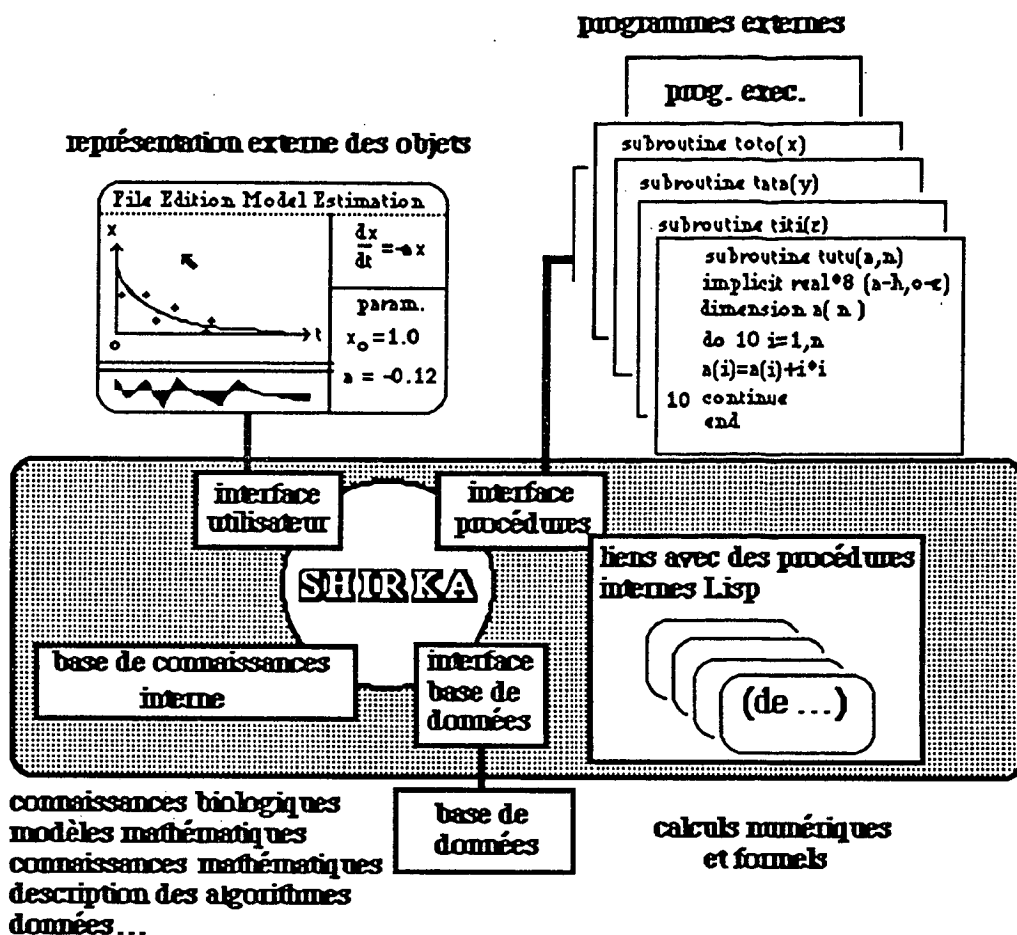 programmes externes
prog. exec.
représentation externe des objets
subroutine toto(x)
File Edition Model Estimation
subroutine tata(y)
x
dx
dt
=-a x
subroutine titi(z)
subroutine tutu(a,n)
implicit real*8 (a-h,o-z)
param.
dimension a( n )
t
x₀=1.0
do 10 i=1,n
o
a(i)=a(i)+i*i
a = -0.12
10 continue
end
interface
utilisateur
interface
procédures
liens avec des procédures
internes Lisp
SHIRKA
base de connaissances
interne
interface
base de
données
(de ...)
connaissances biologiques
modèles mathématiques
connaissances mathématiques
description des algorithmes
données...
base de
données
calculs numériques
et formels